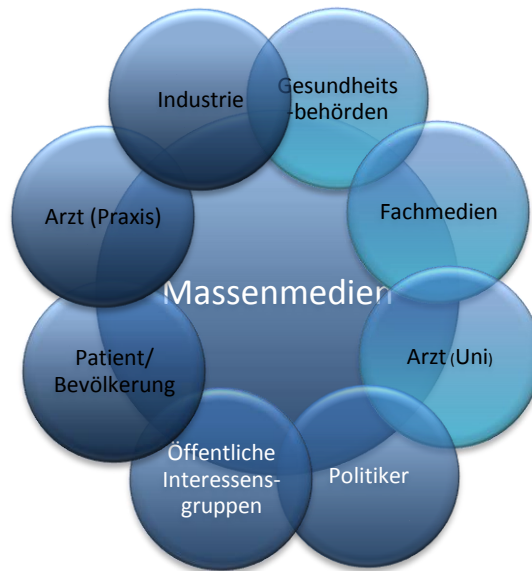 Industrie
Gesundheits
-behörden
Fachmedien
Arzt (Uni)
Politiker
Öffentliche
Interessens-
gruppen
Patient/
Bevölkerung
Arzt (Praxis)
Massenmedien